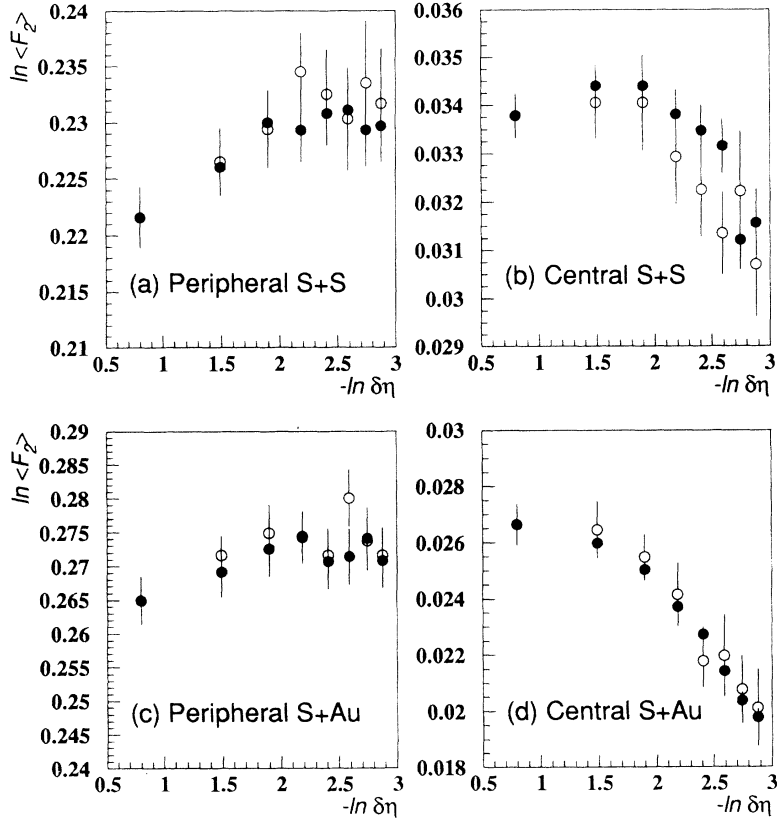 ln <F2>
0.24
0.235
0.23
0.225
0.22
0.215
0.21
(a) Peripheral S+S
0.5 1 1.5 2 2.5 3
-ln δη
0.036
0.035
0.034
0.033
0.032
0.031
0.03
0.029
(b) Central S+S
0.5 1 1.5 2 2.5 3
-ln δη
ln <F2>
0.29
0.285
0.28
0.275
0.27
0.265
0.26
0.255
0.25
0.245
0.24
(c) Peripheral S+Au
0.5 1 1.5 2 2.5 3
-ln δη
0.03
0.028
0.026
0.024
0.022
0.02
0.018
(d) Central S+Au
0.5 1 1.5 2 2.5 3
-ln δη